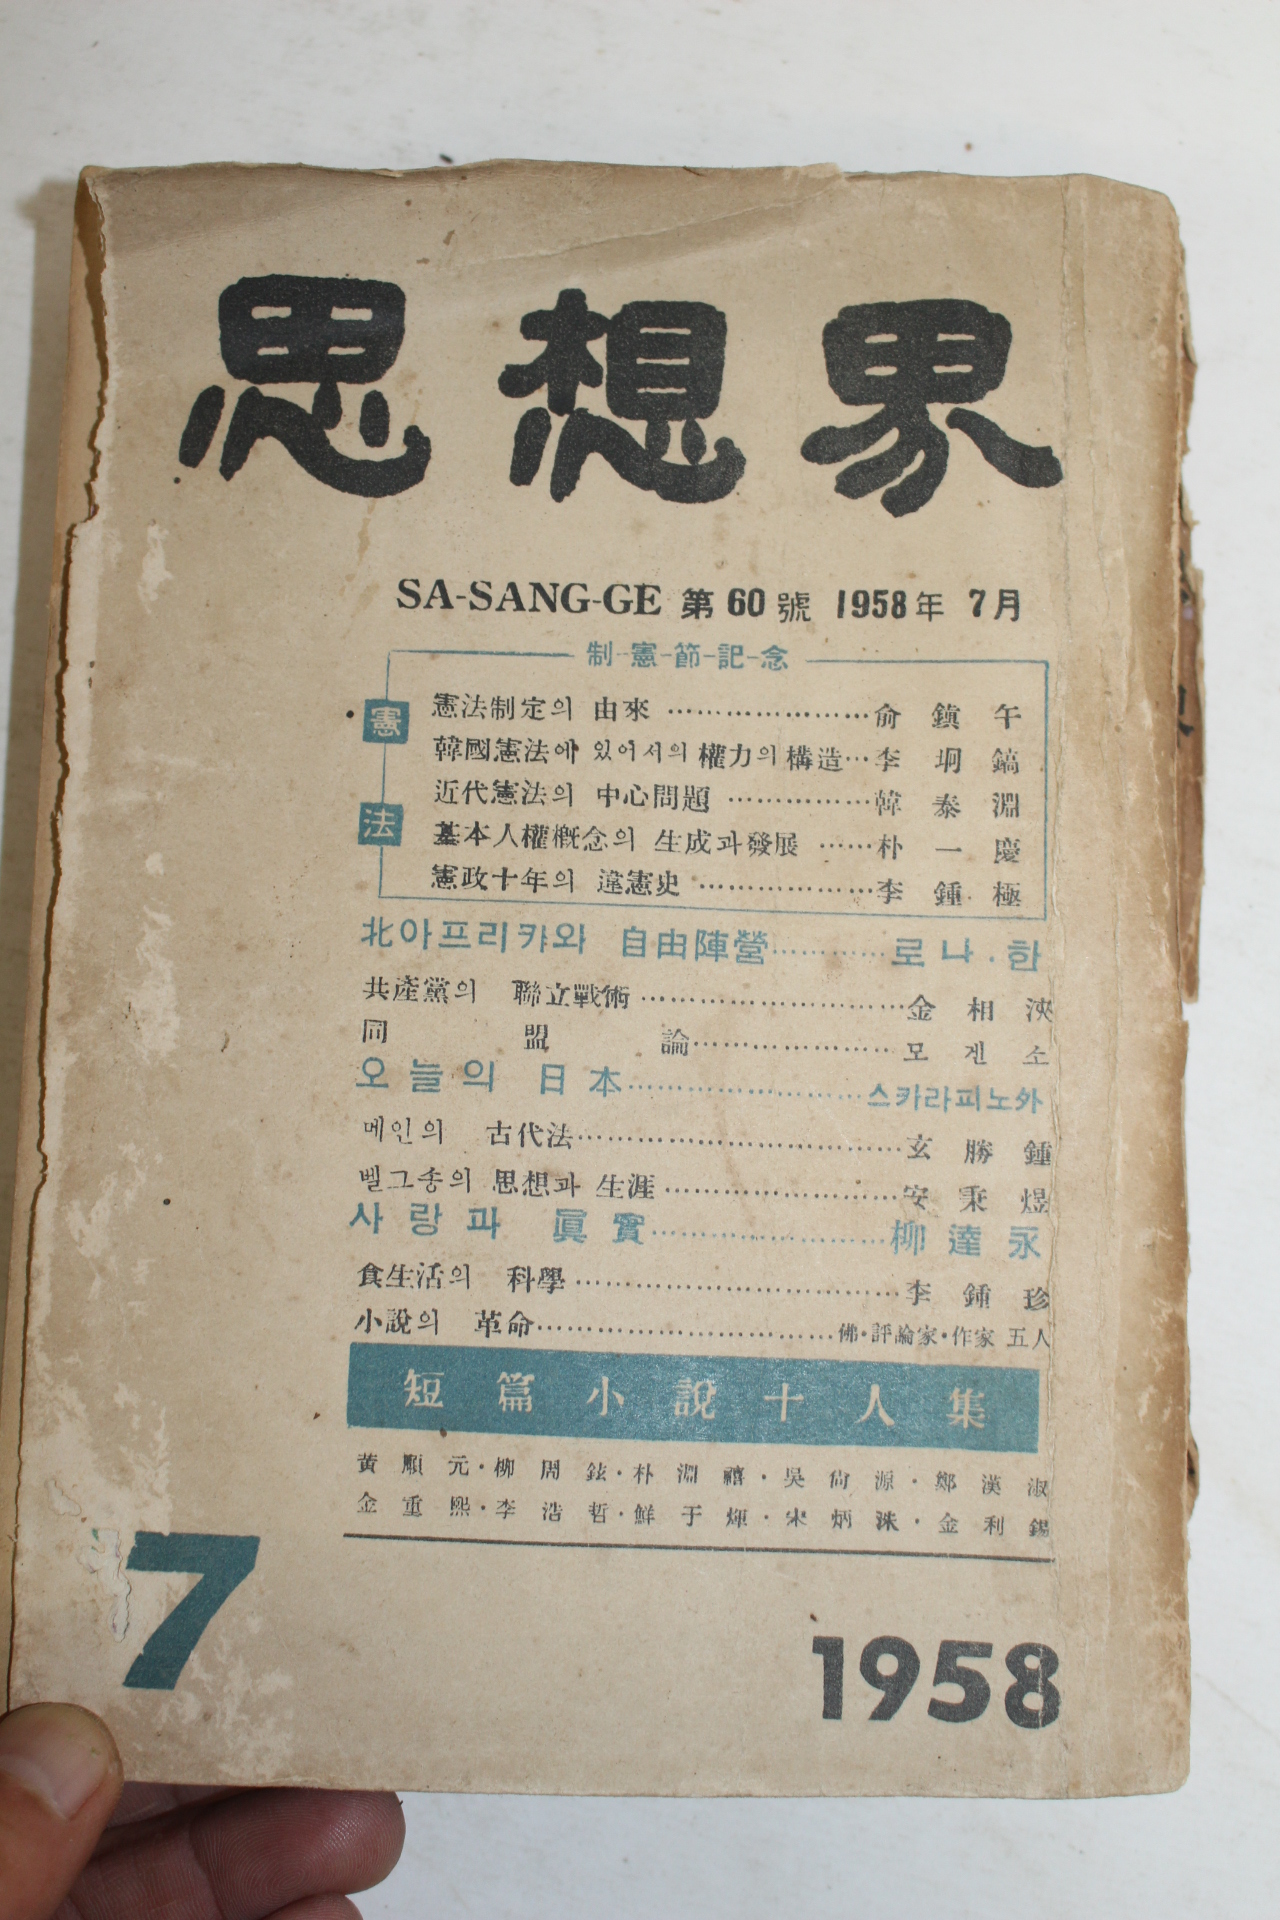 思想界
SA-SANG-GE 第60號 1958年 7月
制-憲-節-記-念
憲法
憲法制定의 由來 …………………兪鎭午
韓國憲法에 있어서의 權力의 構造…李坰鎬
近代憲法의 中心問題 ……………韓泰淵
基本人權概念의 生成과發展 ……朴一慶
憲政十年의 違憲史 ………………李鍾極
北아프리카와 自由陣營…………로나·한
共產黨의 聯立戰術………………………金相浹
同盟論…………………모겐소
오늘의 日本……………………스카라피노外
메인의 古代法……………………………玄勝鍾
벨그송의 思想과 生涯……………………安秉煜
사랑과 眞實……………………柳達永
食生活의 科學……………………………李鍾珍
小說의 革命…………………………佛·評論家·作家 五人
短篇小說十人集
黃順元·柳周鉉·朴淵禧·吳尙源·鄭漢淑
金重熙·李浩哲·鮮于煇·宋炳洙·金利錫
7
1958